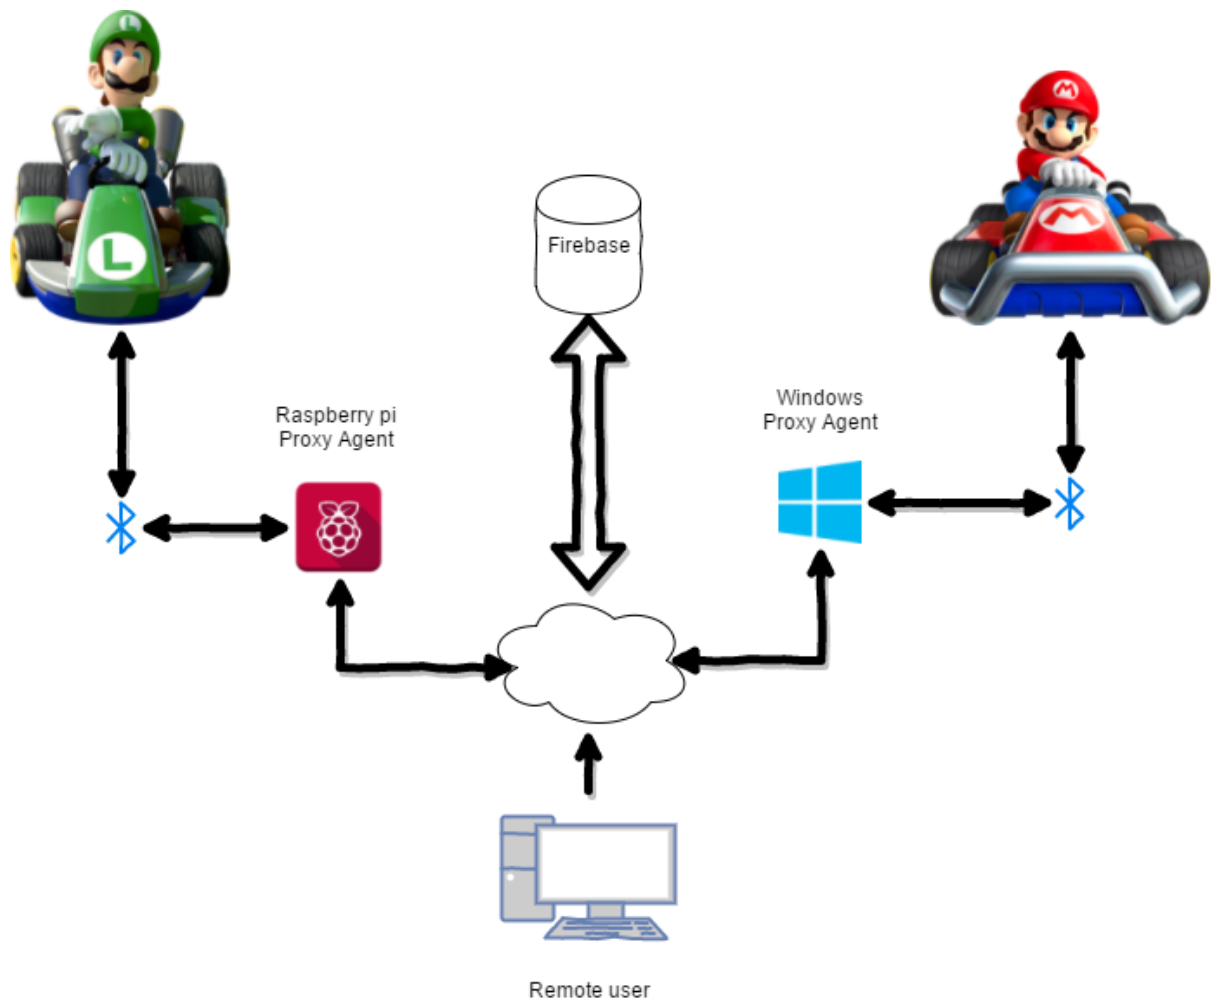 L
M
L
M
Firebase
Windows
Proxy Agent
Raspberry pi
Proxy Agent
Remote user